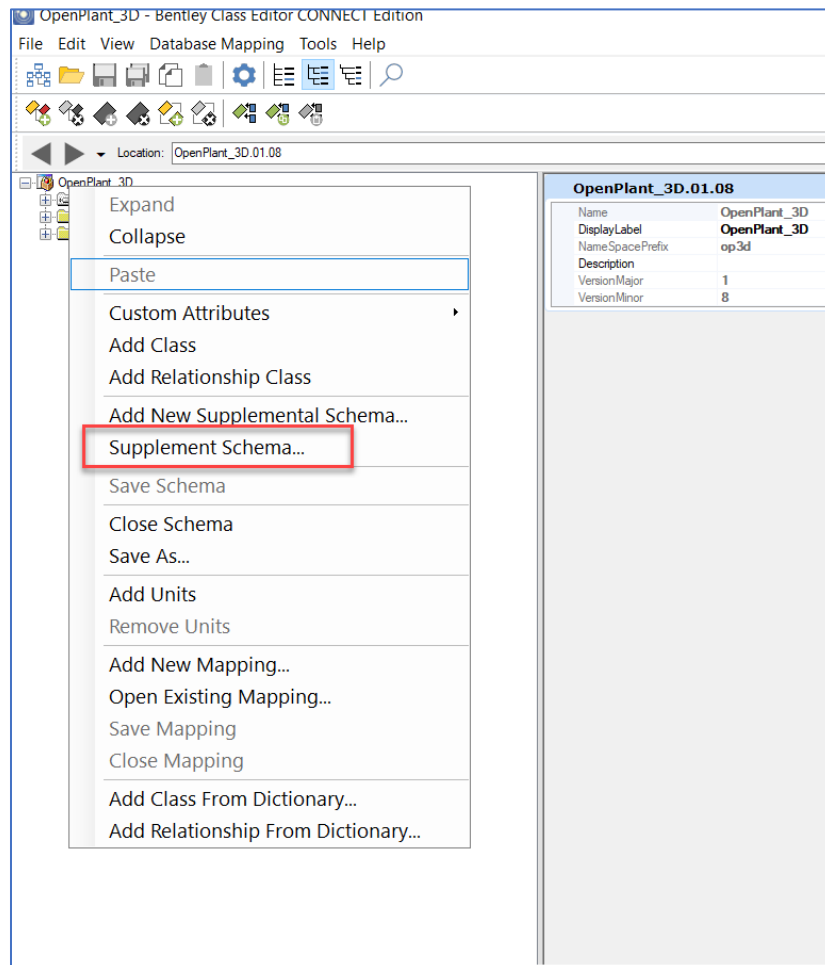 OpenPlant_3D - Bentley Class Editor CONNECT Edition
File Edit View Database Mapping Tools Help
Location: OpenPlant_3D.01.08
OpenPlant_3D
Expand
Collapse
Paste
Custom Attributes
Add Class
Add Relationship Class
Add New Supplemental Schema...
Supplement Schema...
Save Schema
Close Schema
Save As...
Add Units
Remove Units
Add New Mapping...
Open Existing Mapping...
Save Mapping
Close Mapping
Add Class From Dictionary...
Add Relationship From Dictionary...
OpenPlant_3D.01.08
Name OpenPlant_3D
DisplayLabel OpenPlant_3D
NameSpacePrefix op3d
Description
VersionMajor 1
VersionMinor 8